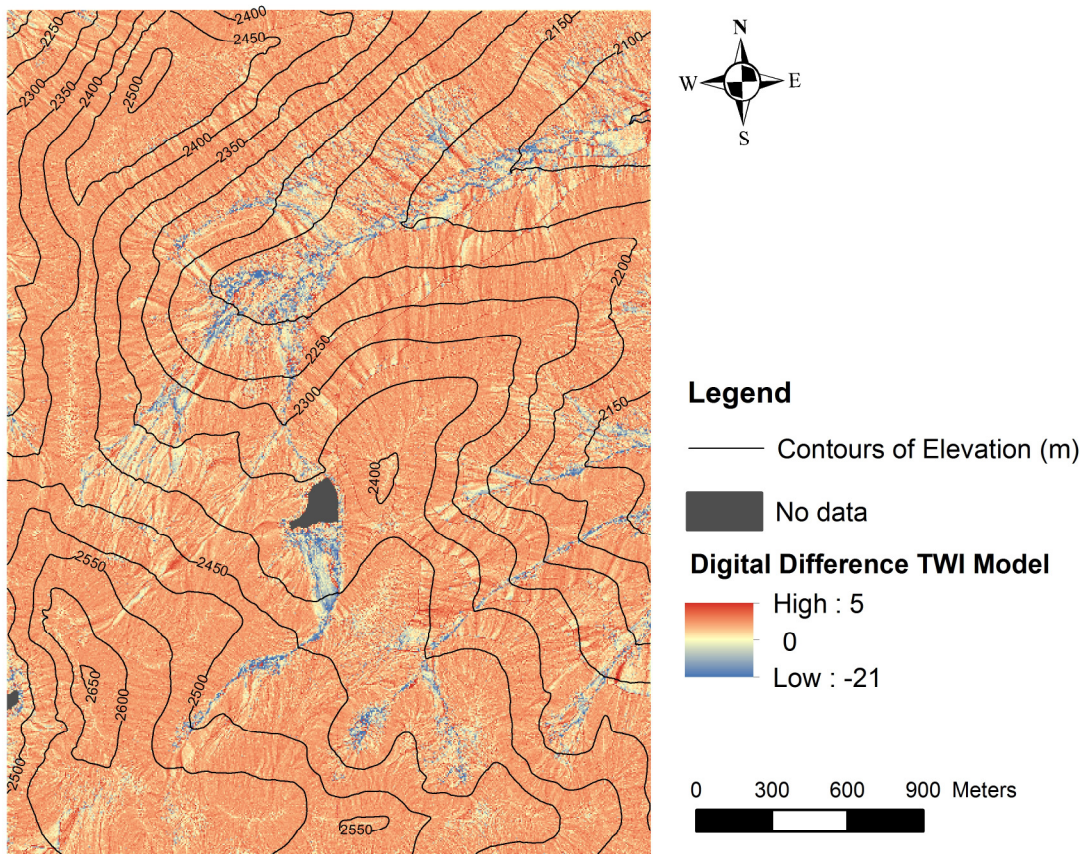 2400
2450
2250
2300
2350
2400
2500
2150
2100
2400
2350
2200
2250
2300
2150
2400
2550
2450
2650
2600
2500
2500
2550
N
W
E
S
Legend
Contours of Elevation (m)
No data
Digital Difference TWI Model
High : 5
0
Low : -21
0 300 600 900 Meters